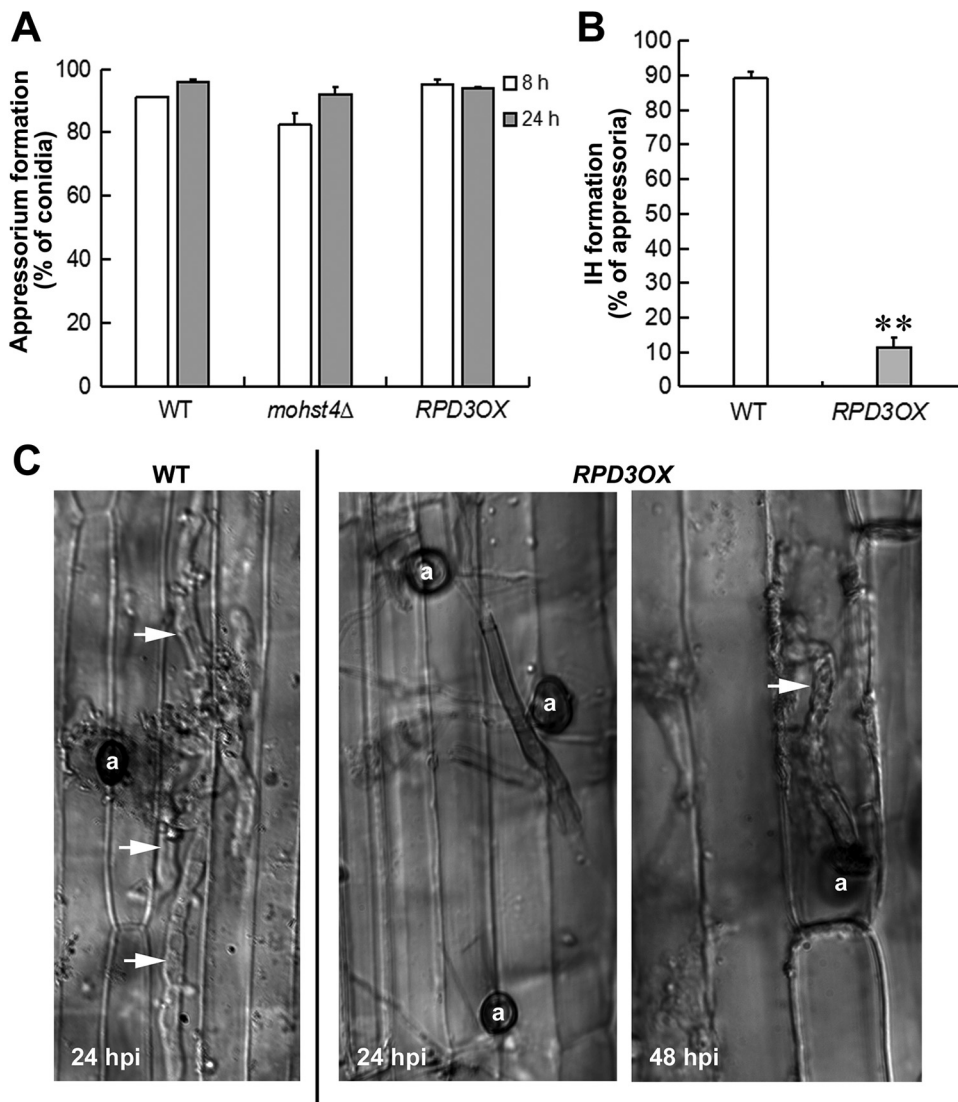 A
Appressorium formation
(% of conidia)
100
80
60
40
20
0
8 h
24 h
WT
mohst4Δ
RPD3OX
B
IH formation
(% of appressoria)
100
90
80
70
60
50
40
30
20
10
0
**
WT
RPD3OX
C
WT
RPD3OX
a
a
a
a
a
24 hpi
24 hpi
48 hpi